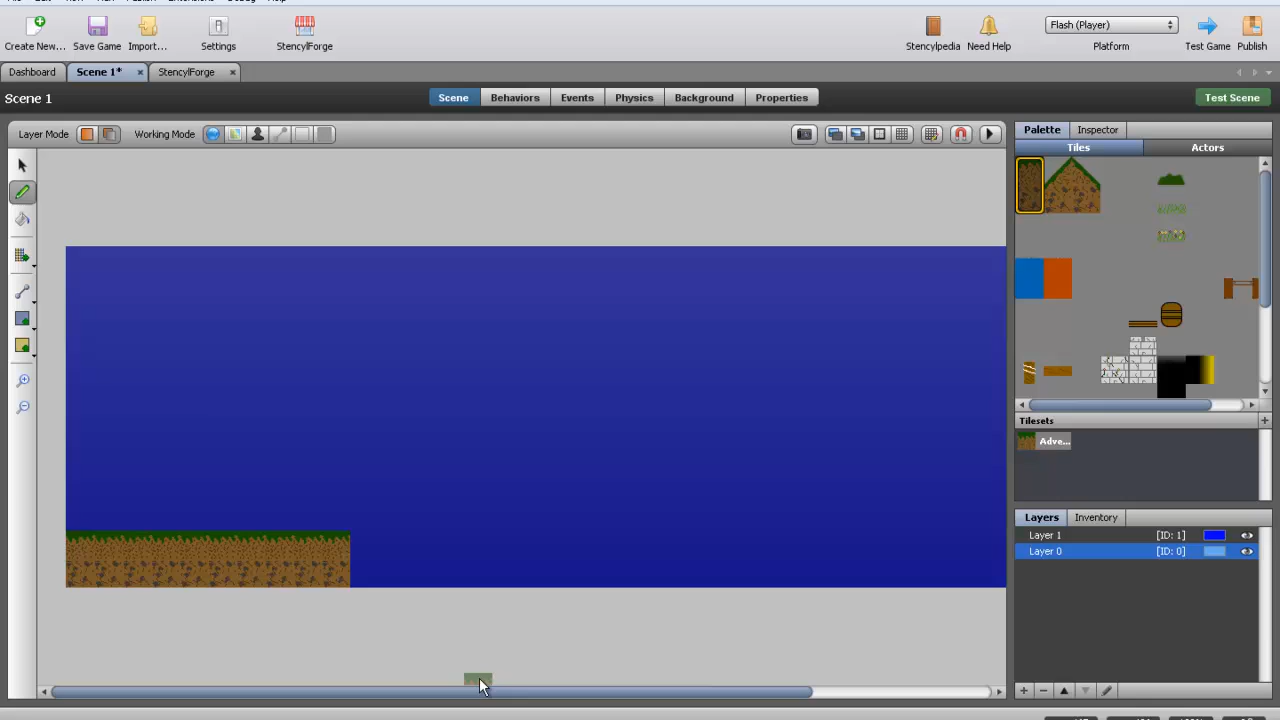 Create New... Save Game Import... Settings StencylForge Stencylpedia Need Help Flash (Player) Platform Test Game Publish
Dashboard Scene 1* × StencylForge ×
Scene 1 Scene Behaviors Events Physics Background Properties Test Scene
Layer Mode Working Mode
Palette Inspector
Tiles Actors
Tilesets
Adve...
Layers Inventory
Layer 1 [ID: 1]
Layer 0 [ID: 0]